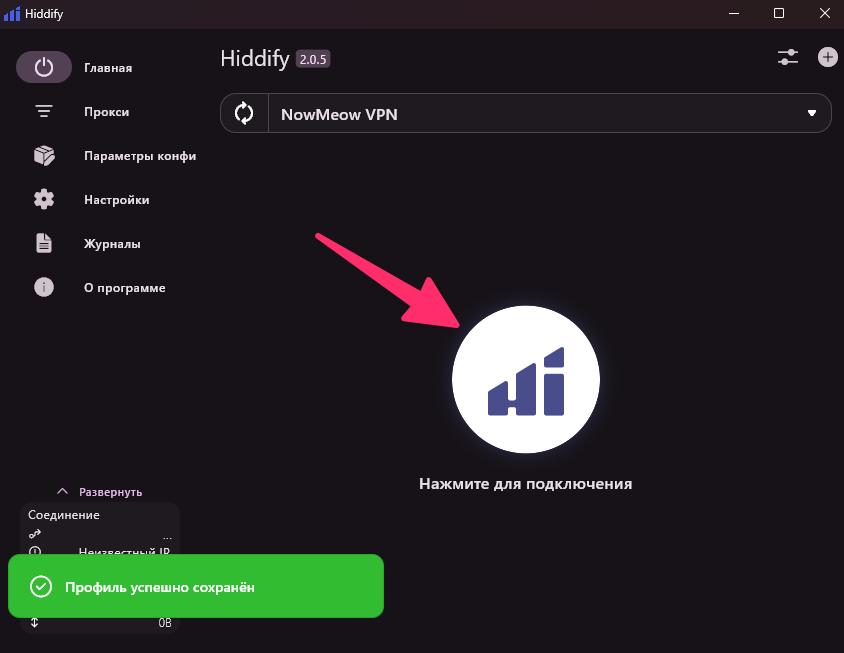 Hiddify
Главная
Прокси
Параметры конфи
Настройки
Журналы
О программе
Hiddify 2.0.5
NowMeow VPN
Нажмите для подключения
Развернуть
Соединение
...
Неизвестный IP
Профиль успешно сохранён
0B